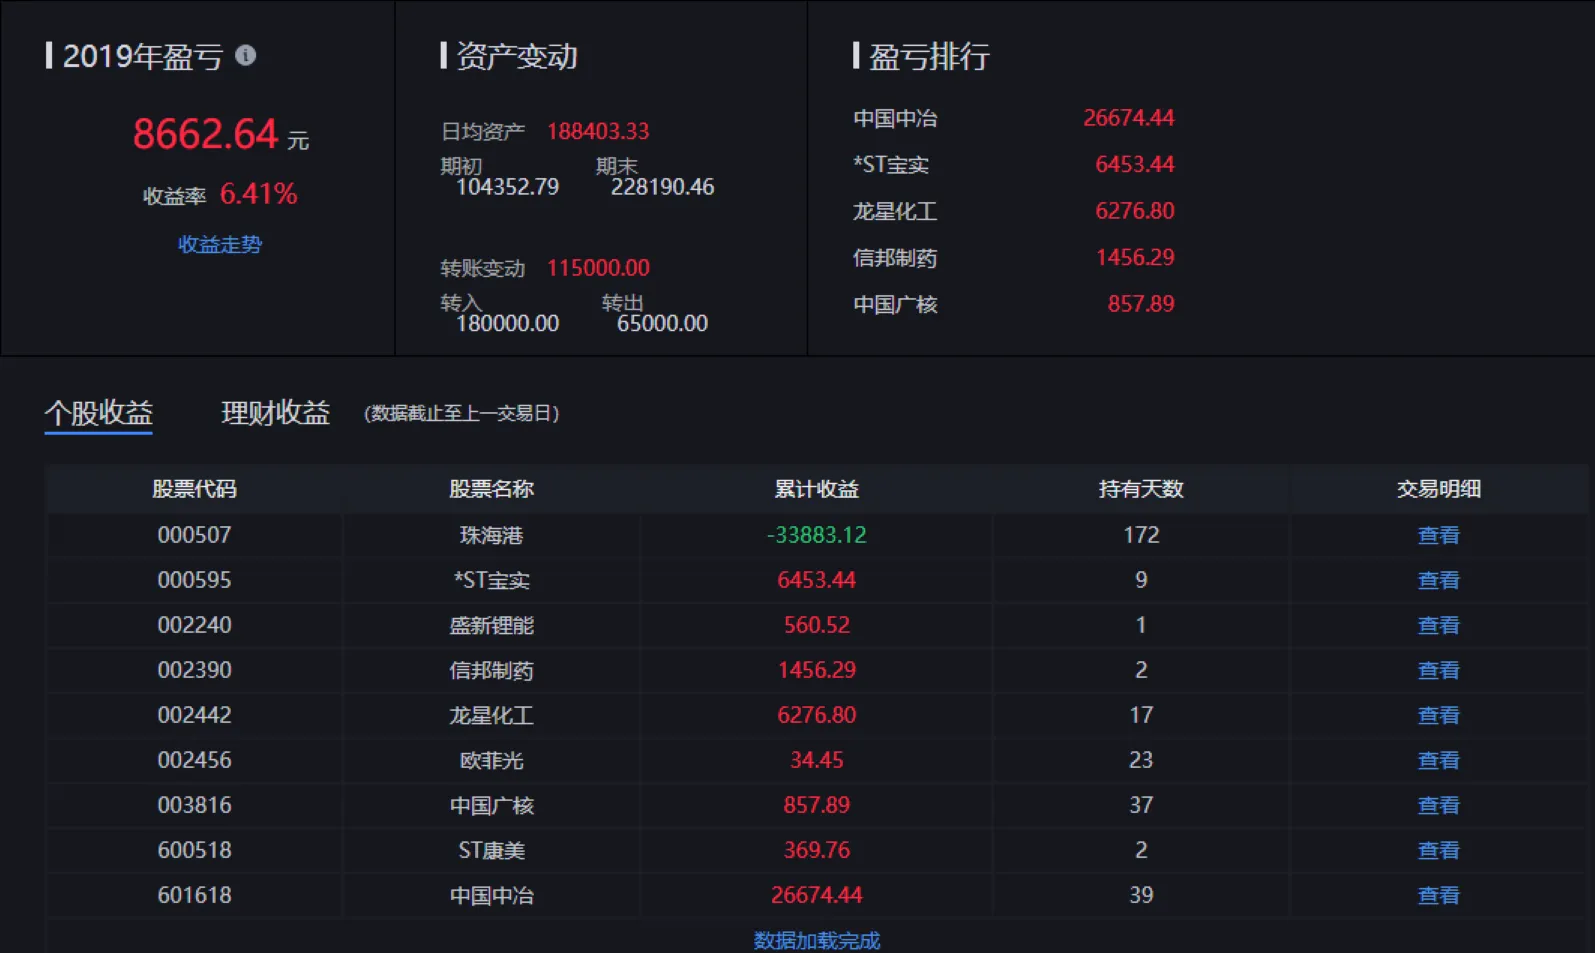 2019年盈亏
8662.64 元
收益率 6.41%
收益走势
资产变动
日均资产 188403.33
期初 期末
104352.79 228190.46
转账变动 115000.00
转入 转出
180000.00 65000.00
盈亏排行
中国中冶 26674.44
*ST宝实 6453.44
龙星化工 6276.80
信邦制药 1456.29
中国广核 857.89
个股收益 理财收益 (数据截止至上一交易日)
股票代码 股票名称 累计收益 持有天数 交易明细
000507 珠海港 -33883.12 172 查看
000595 *ST宝实 6453.44 9 查看
002240 盛新锂能 560.52 1 查看
002390 信邦制药 1456.29 2 查看
002442 龙星化工 6276.80 17 查看
002456 欧菲光 34.45 23 查看
003816 中国广核 857.89 37 查看
600518 ST康美 369.76 2 查看
601618 中国中冶 26674.44 39 查看
数据加载完成